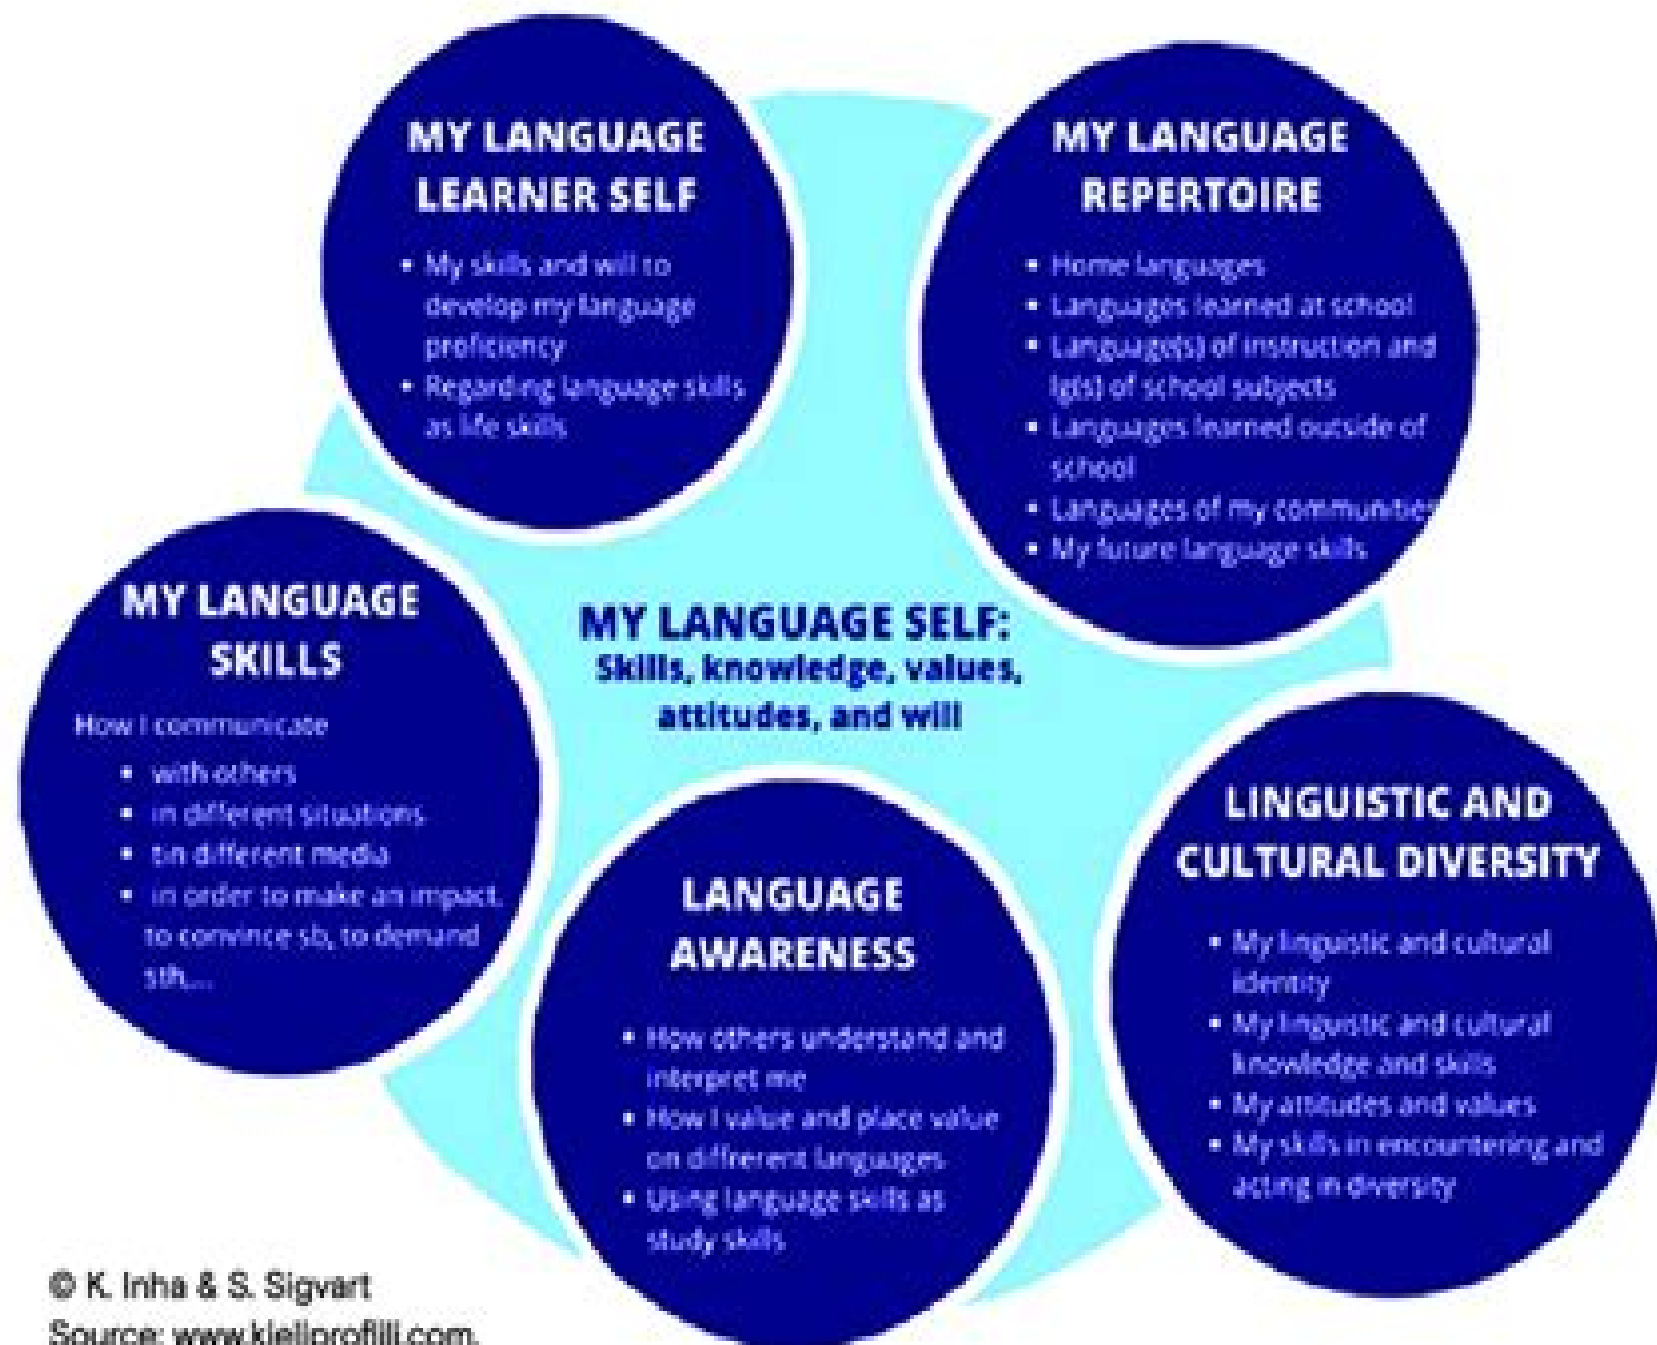 MY LANGUAGE
LEARNER SELF
• My skills and will to
develop my language
proficiency
• Regarding language skills
as life skills
MY LANGUAGE
REPERTOIRE
• Home languages
• Languages learned at school
• Language(s) of instruction and
lg(s) of school subjects
• Languages learned outside of
school
• Languages of my communities
• My future language skills
MY LANGUAGE
SKILLS
How I communicate
• with others
• in different situations
• tin different media
• in order to make an impact,
to convince sb, to demand
sth,...
MY LANGUAGE SELF:
Skills, knowledge, values,
attitudes, and will
LANGUAGE
AWARENESS
• How others understand and
interpret me
• How I value and place value
on diffrerent languages
• Using language skills as
study skills
LINGUISTIC AND
CULTURAL DIVERSITY
• My linguistic and cultural
identity
• My linguistic and cultural
knowledge and skills
• My attitudes and values
• My skills in encountering and
acting in diversity
© K. Inha & S. Sigvart
Source: www.kieliprofiili.com.